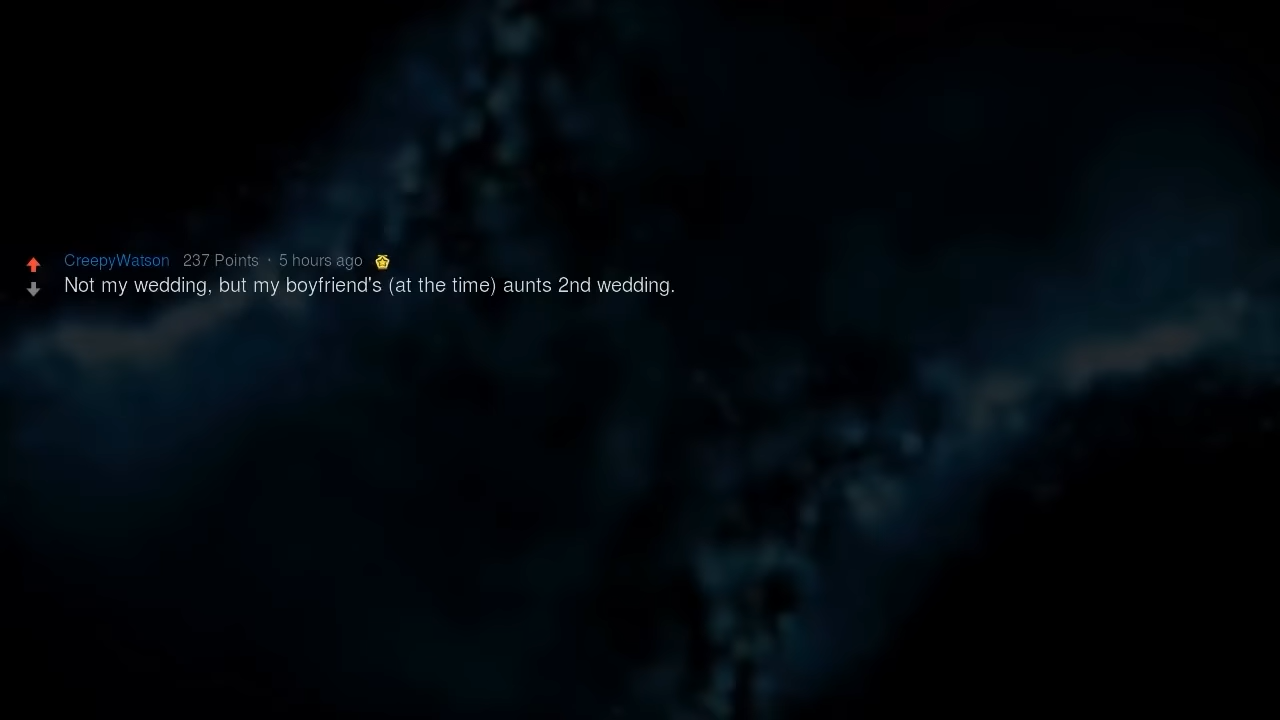 CreepyWatson 237 Points · 5 hours ago
Not my wedding, but my boyfriend's (at the time) aunts 2nd wedding.